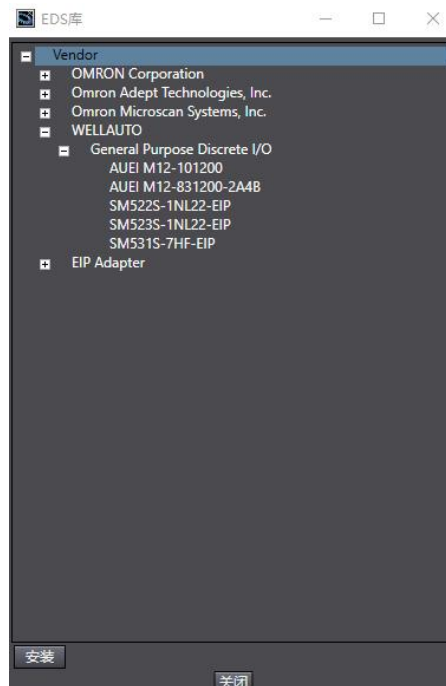 EDS库
Vendor
OMRON Corporation
Omron Adept Technologies, Inc.
Omron Microscan Systems, Inc.
WELLAUTO
General Purpose Discrete I/O
AUEI M12-101200
AUEI M12-831200-2A4B
SM522S-1NL22-EIP
SM523S-1NL22-EIP
SM531S-7HF-EIP
EIP Adapter
安装
关闭